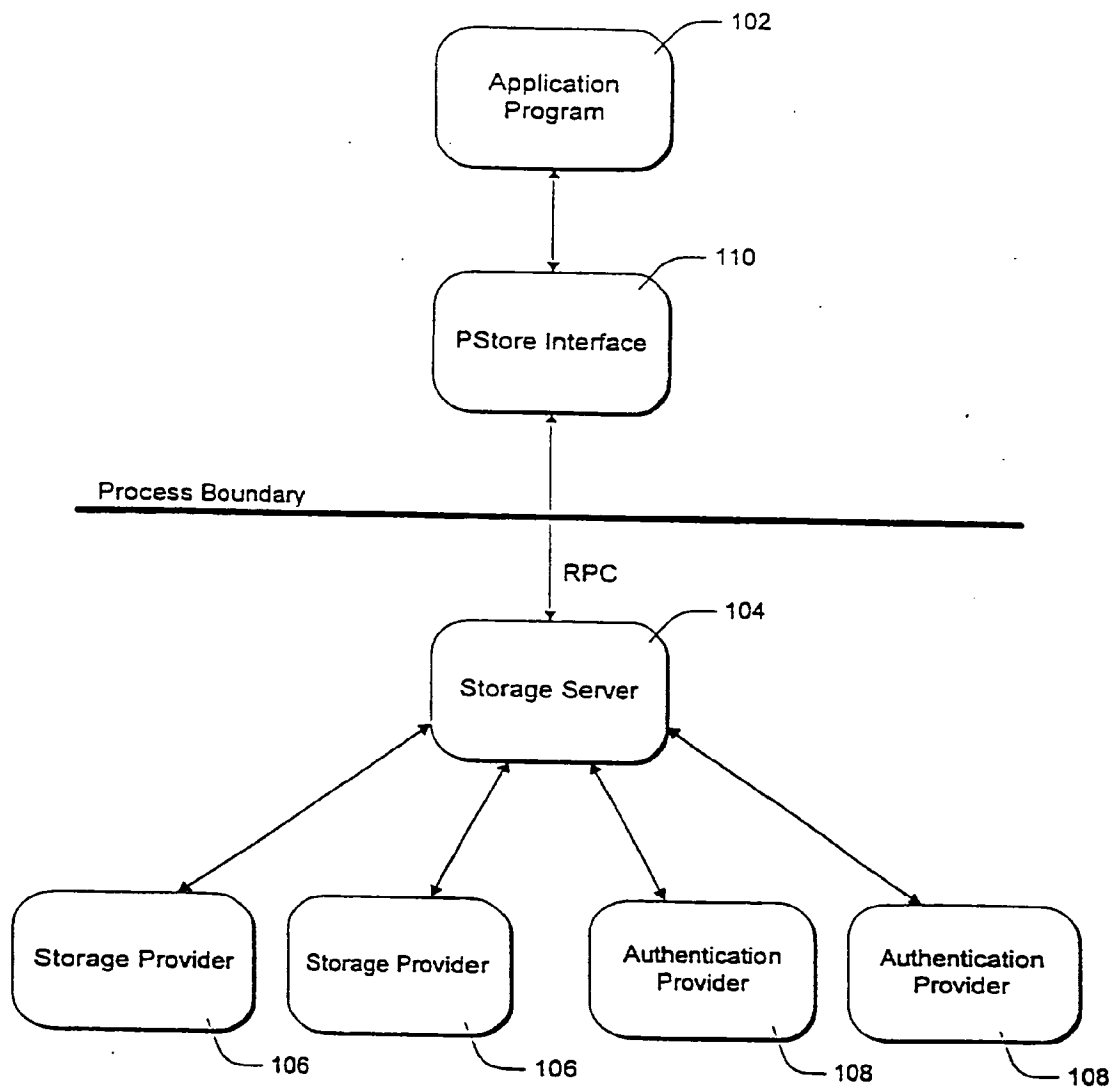 102
Application
Program
110
PStore Interface
Process Boundary
RPC
104
Storage Server
Storage Provider
Storage Provider
Authentication
Provider
Authentication
Provider
106
106
108
108